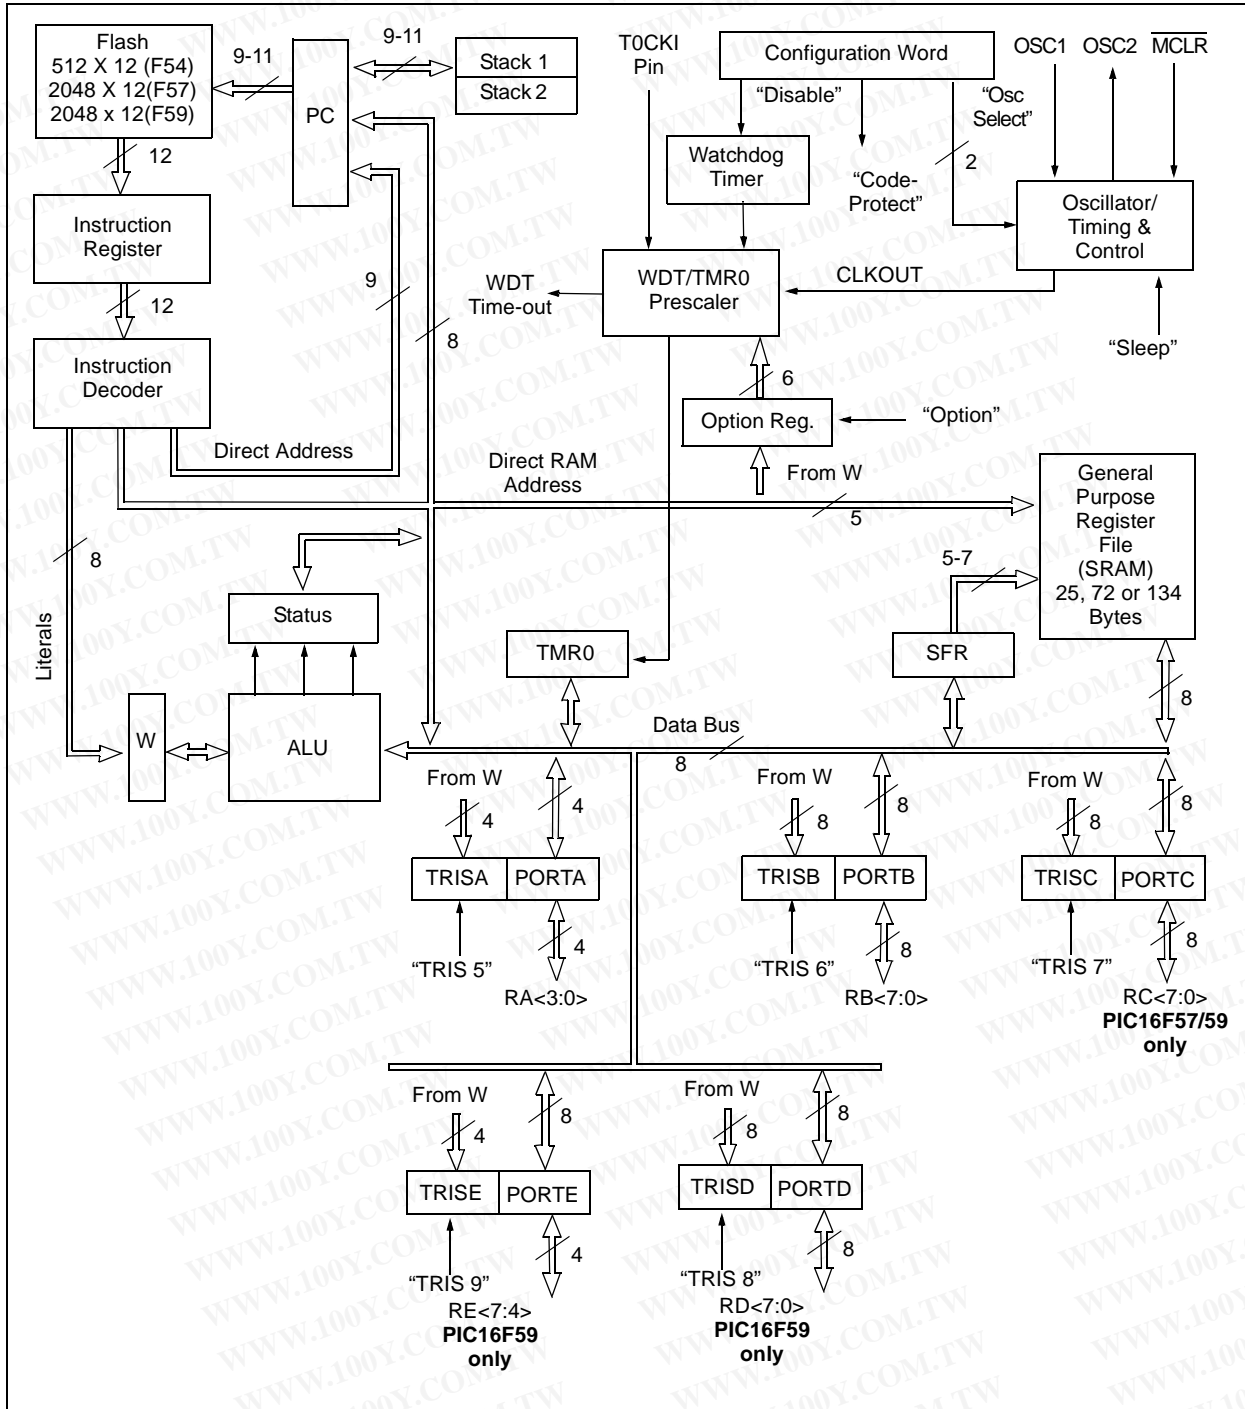 Flash
512 X 12 (F54)
2048 X 12(F57)
2048 x 12(F59)
9-11
PC
9-11
Stack 1
Stack 2
T0CKI
Pin
Configuration Word
OSC1
OSC2
MCLR
"Disable"
"Osc
Select"
12
Watchdog
Timer
"Code-
Protect"
2
Instruction
Register
Oscillator/
Timing &
Control
12
9
8
WDT
Time-out
WDT/TMR0
Prescaler
CLKOUT
"Sleep"
Instruction
Decoder
6
Option Reg.
"Option"
Direct Address
Direct RAM
Address
From W
5
General
Purpose
Register
File
(SRAM)
25, 72 or 134
Bytes
8
5-7
Literals
Status
TMR0
SFR
8
W
ALU
Data Bus
8
From W
4
4
From W
8
8
From W
8
8
TRISA
PORTA
TRISB
PORTB
TRISC
PORTC
4
8
8
"TRIS 5"
RA<3:0>
"TRIS 6"
RB<7:0>
"TRIS 7"
RC<7:0>
PIC16F57/59
only
From W
4
8
From W
8
8
TRISE
PORTE
TRISD
PORTD
4
8
"TRIS 9"
RE<7:4>
PIC16F59
only
"TRIS 8"
RD<7:0>
PIC16F59
only
WWW.100Y.COM.TW